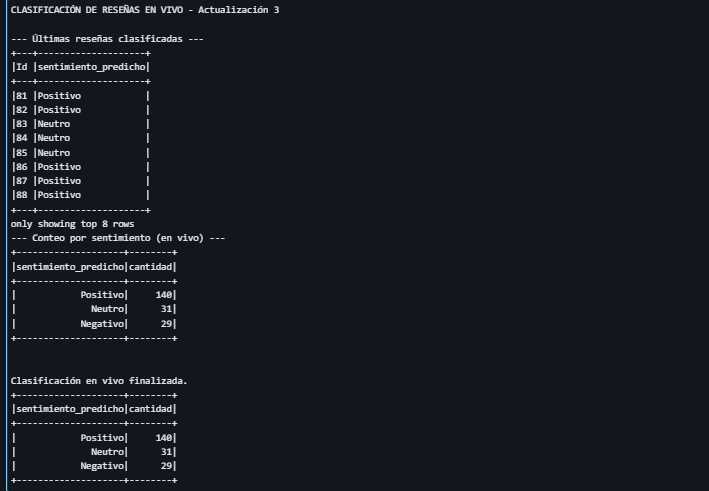 CLASIFICACIÓN DE RESEÑAS EN VIVO - Actualización 3
--- Últimas reseñas clasificadas ---
+---+--------------------+
|Id |sentimiento_predicho|
+---+--------------------+
|81 |Positivo            |
|82 |Positivo            |
|83 |Neutro              |
|84 |Neutro              |
|85 |Neutro              |
|86 |Positivo            |
|87 |Positivo            |
|88 |Positivo            |
+---+--------------------+
only showing top 8 rows
--- Conteo por sentimiento (en vivo) ---
+--------------------+--------+
|sentimiento_predicho|cantidad|
+--------------------+--------+
|            Positivo|     140|
|              Neutro|      31|
|            Negativo|      29|
+--------------------+--------+
Clasificación en vivo finalizada.
+--------------------+--------+
|sentimiento_predicho|cantidad|
+--------------------+--------+
|            Positivo|     140|
|              Neutro|      31|
|            Negativo|      29|
+--------------------+--------+